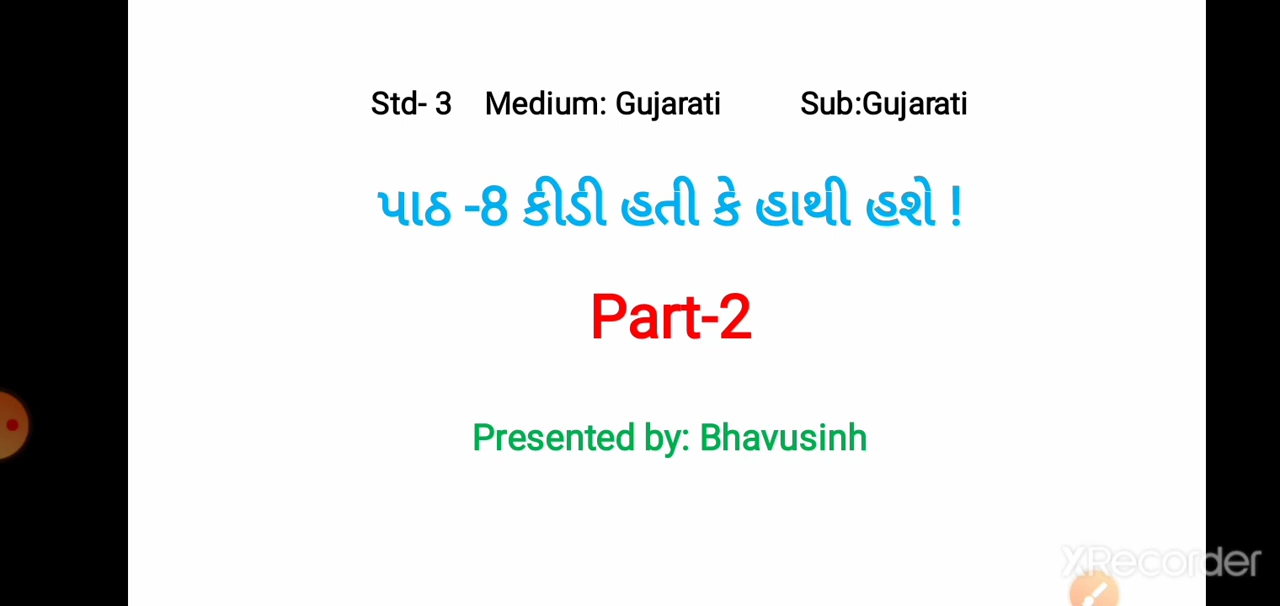 Std- 3 Medium: Gujarati Sub:Gujarati
પાઠ -8 કીડી હતી કે હાથી હશે !
Part-2
Presented by: Bhavusinh
XRecorder